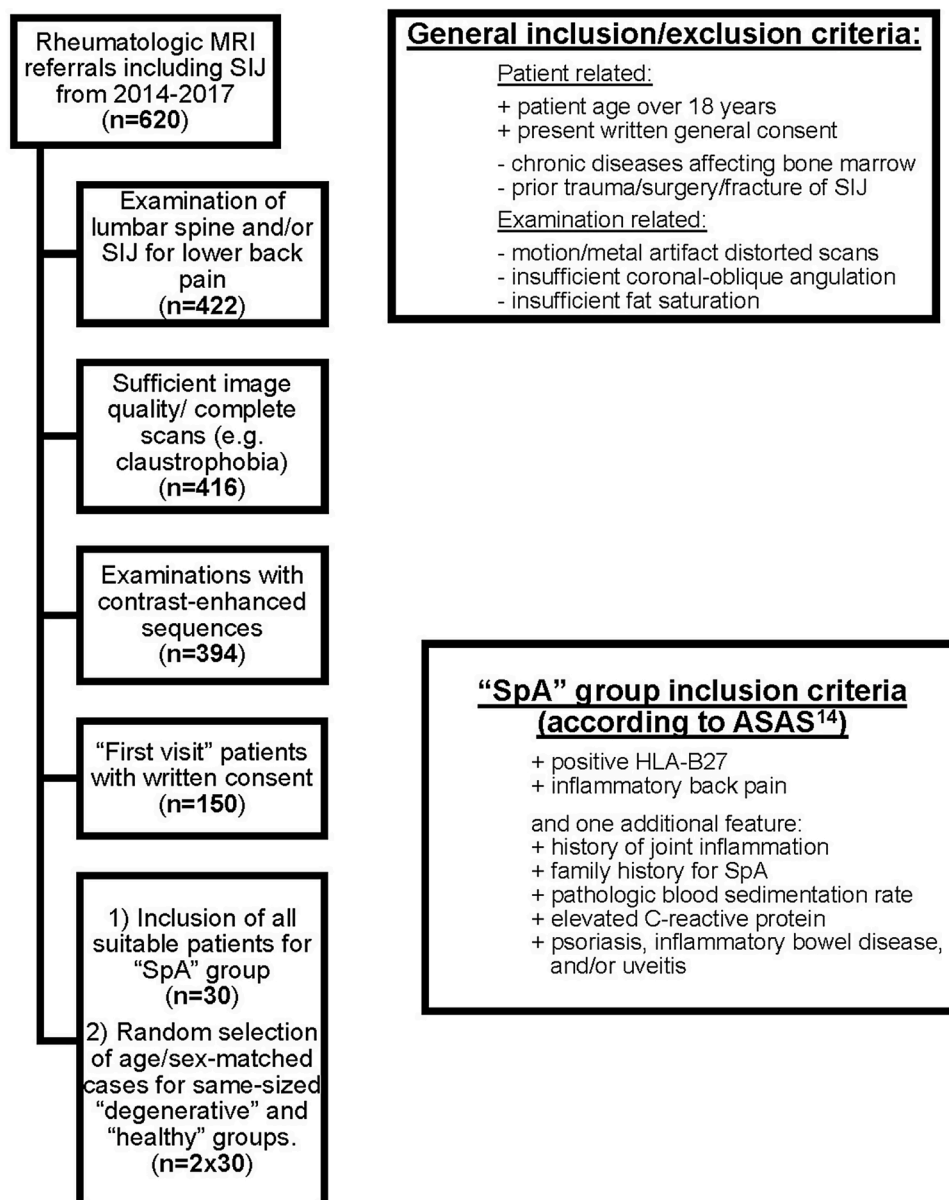 Rheumatologic MRI
referrals including SIJ
from 2014-2017
(n=620)
Examination of
lumbar spine and/or
SIJ for lower back
pain
(n=422)
Sufficient image
quality/ complete
scans (e.g.
claustrophobia)
(n=416)
Examinations with
contrast-enhanced
sequences
(n=394)
“First visit” patients
with written consent
(n=150)
1) Inclusion of all
suitable patients for
“SpA” group
(n=30)
2) Random selection
of age/sex-matched
cases for same-sized
“degenerative” and
“healthy” groups.
(n=2x30)
General inclusion/exclusion criteria:
Patient related:
+ patient age over 18 years
+ present written general consent
- chronic diseases affecting bone marrow
- prior trauma/surgery/fracture of SIJ
Examination related:
- motion/metal artifact distorted scans
- insufficient coronal-oblique angulation
- insufficient fat saturation
“SpA” group inclusion criteria
(according to ASAS¹⁴)
+ positive HLA-B27
+ inflammatory back pain
and one additional feature:
+ history of joint inflammation
+ family history for SpA
+ pathologic blood sedimentation rate
+ elevated C-reactive protein
+ psoriasis, inflammatory bowel disease,
and/or uveitis